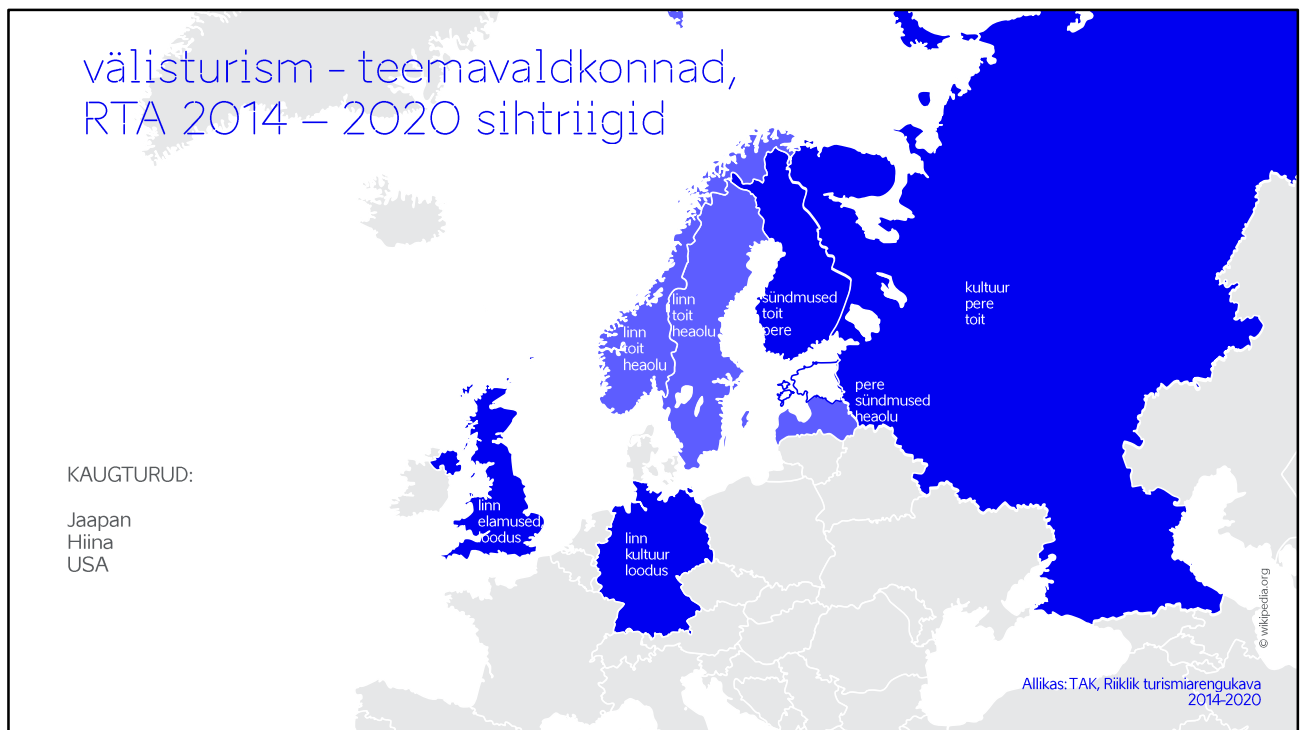 välisturism - teemavaldkonnad,
RTA 2014 – 2020 sihtriigid
linn
toit
heaolu
linn
toit
heaolu
sündmused
toit
pere
kultuur
pere
toit
pere
sündmused
heaolu
KAUGTURUD:
Jaapan
Hiina
USA
linn
elamused
loodus
linn
kultuur
loodus
© wikipedia.org
Allikas: TAK, Riiklik turismiarengukava
2014-2020